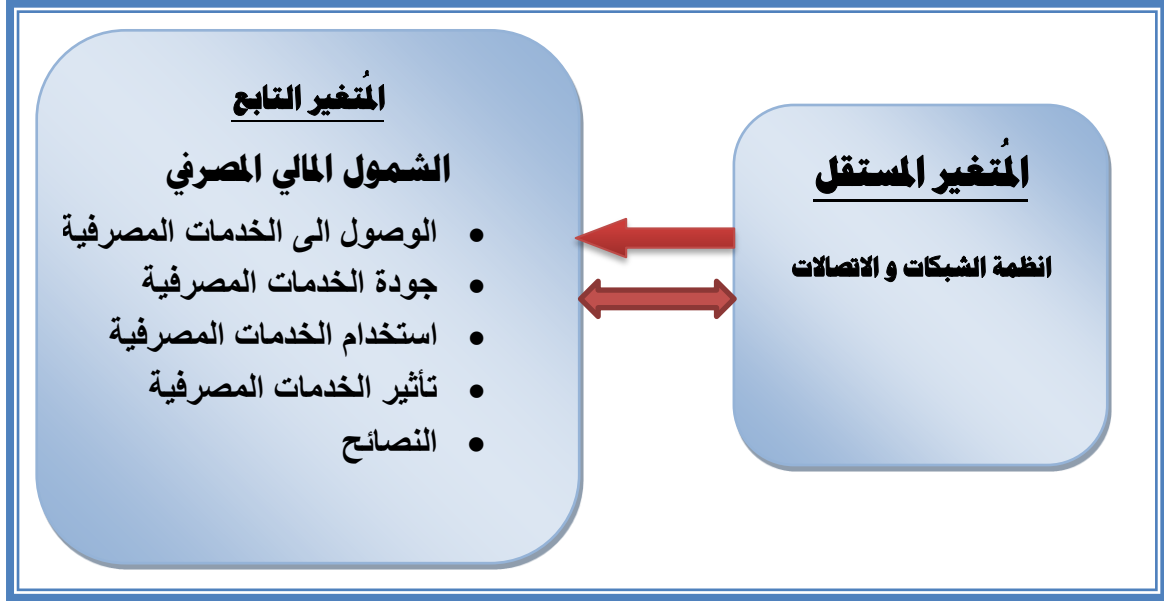 المُتغير المستقل
انظمة الشبكات و الاتصالات
المُتغير التابع
الشمول المالي المصرفي
• الوصول الى الخدمات المصرفية
• جودة الخدمات المصرفية
• استخدام الخدمات المصرفية
• تأثير الخدمات المصرفية
• النصائح